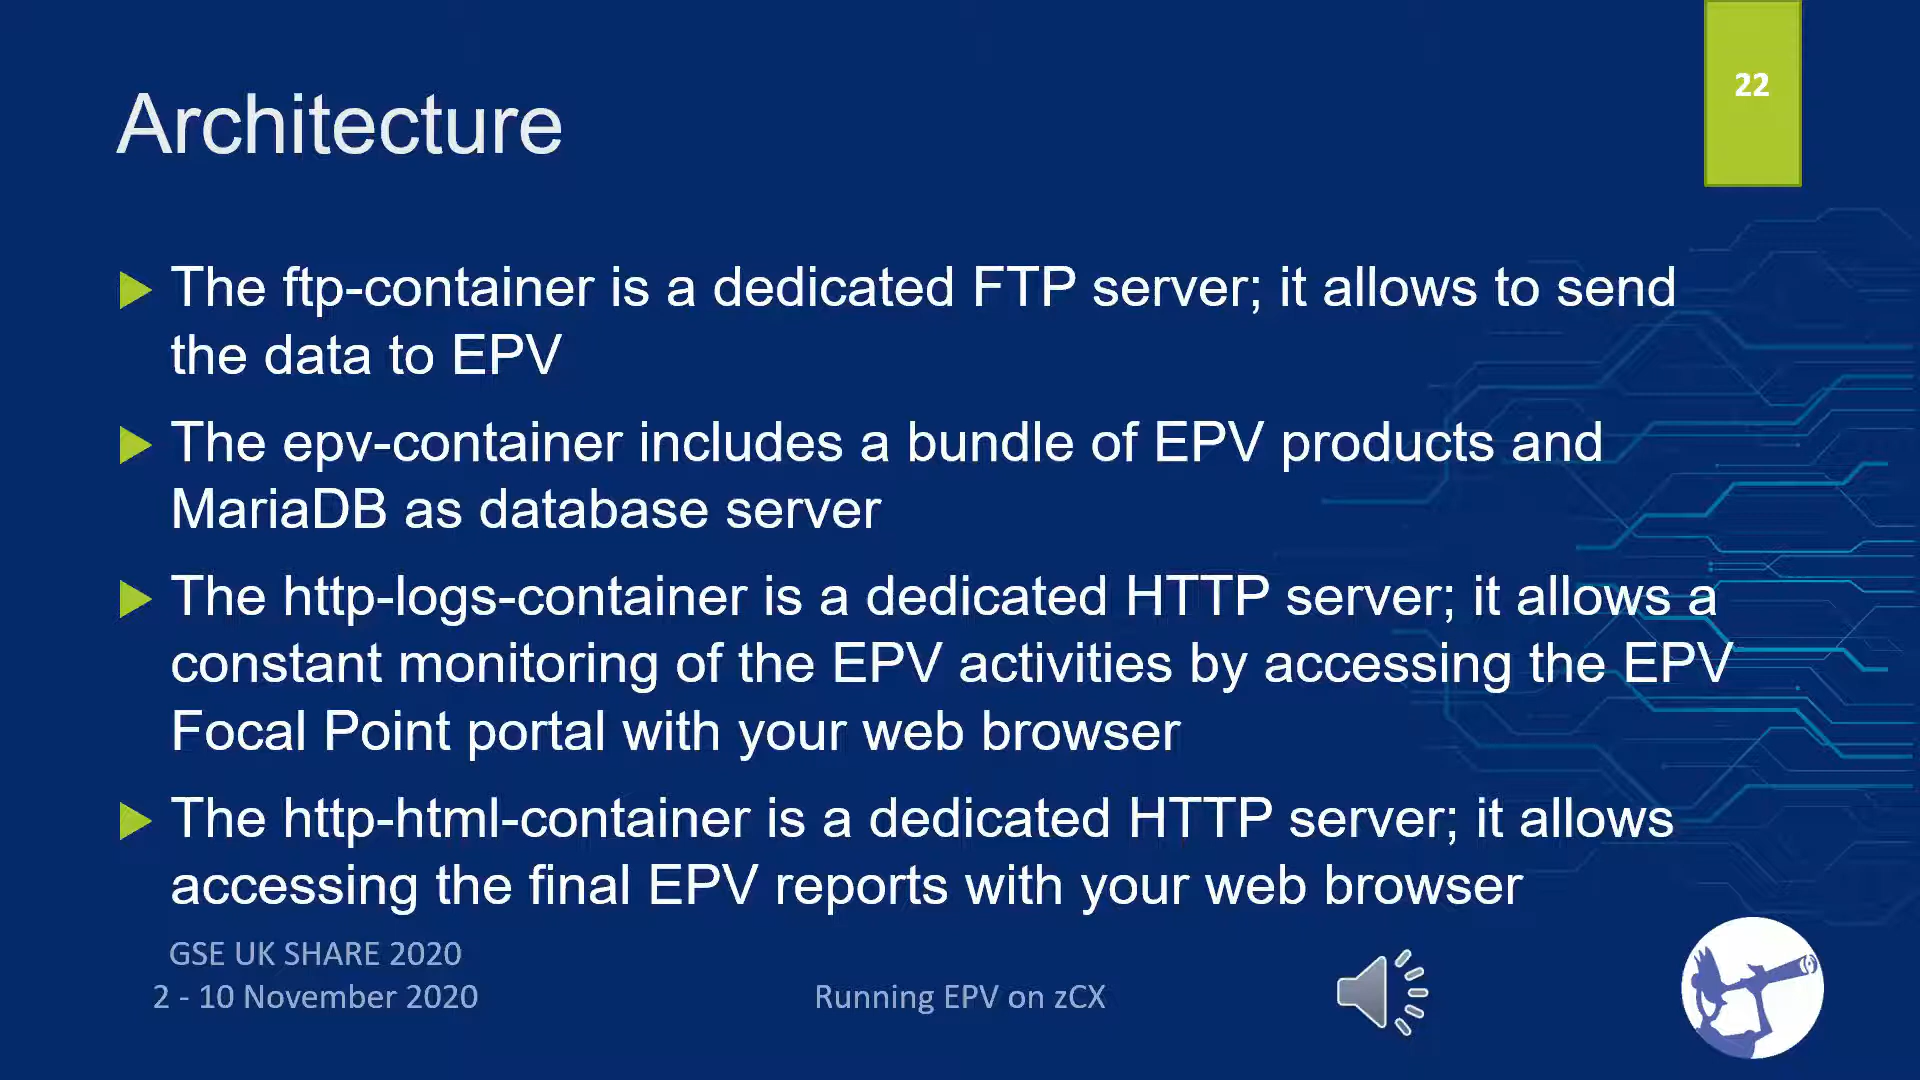 22
Architecture
The ftp-container is a dedicated FTP server; it allows to send
the data to EPV
The epv-container includes a bundle of EPV products and
MariaDB as database server
The http-logs-container is a dedicated HTTP server; it allows a
constant monitoring of the EPV activities by accessing the EPV
Focal Point portal with your web browser
The http-html-container is a dedicated HTTP server; it allows
accessing the final EPV reports with your web browser
GSE UK SHARE 2020
2 - 10 November 2020
Running EPV on zCX